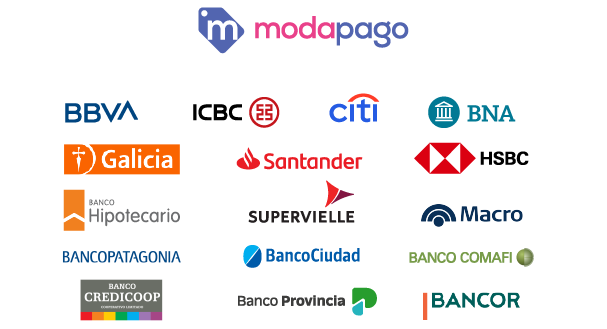 m modapago
BBVA
ICBC
citi
BNA
Galicia
Santander
HSBC
BANCO
Hipotecario
SUPERVIELLE
Macro
BANCOPATAGONIA
BancoCiudad
BANCO COMAFI
BANCO
CREDICOOP
COOPERATIVO LIMITADO
Banco Provincia
BANCOR